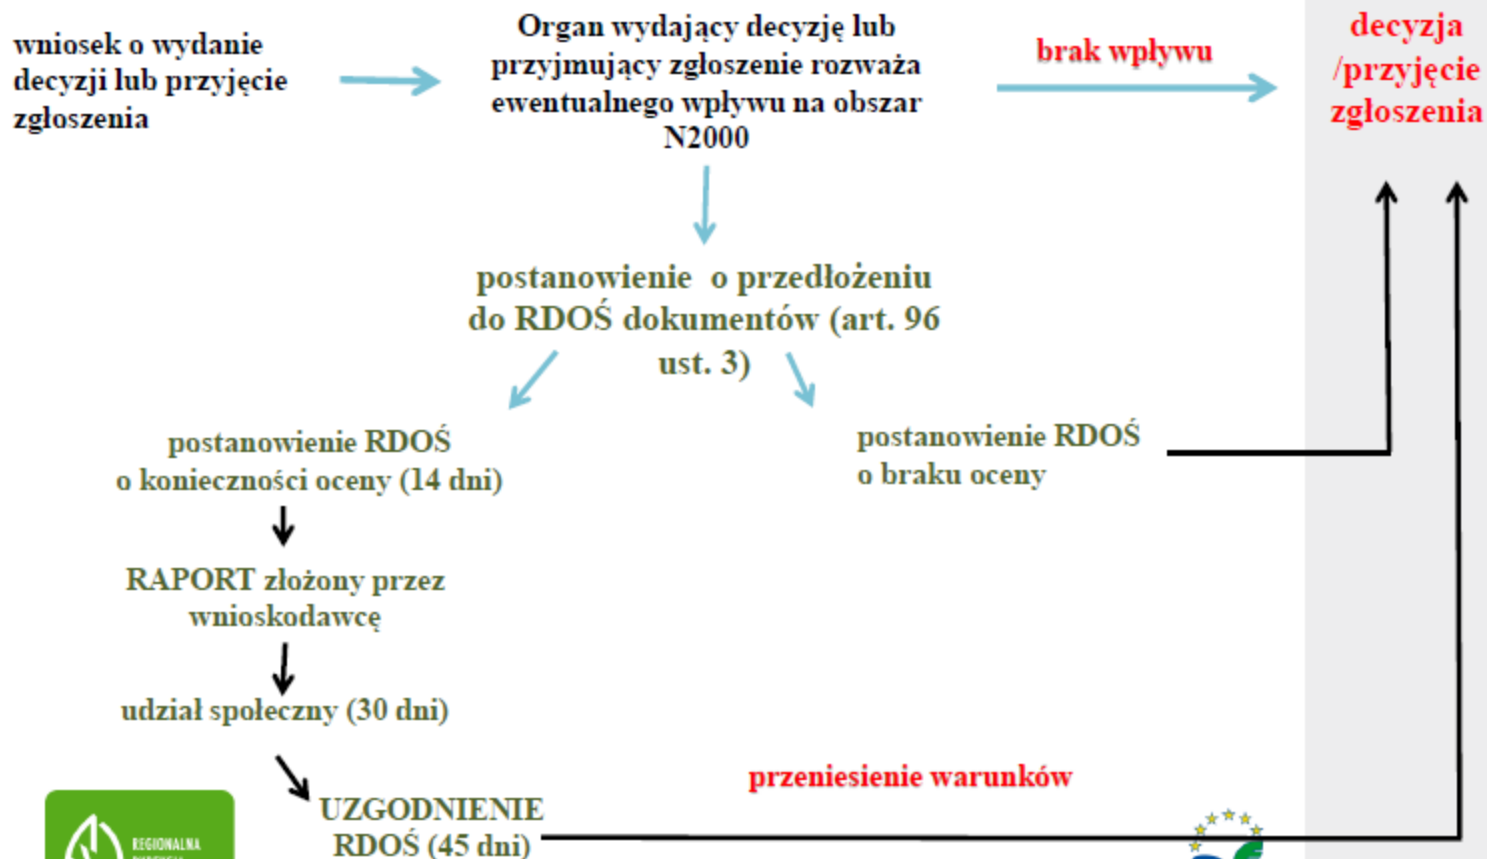 wniosek o wydanie
decyzji lub przyjęcie
zgłoszenia
Organ wydający decyzję lub
przyjmujący zgłoszenie rozważa
ewentualnego wpływu na obszar
N2000
brak wpływu
decyzja
/przyjęcie
zgłoszenia
postanowienie o przedłożeniu
do RDOŚ dokumentów (art. 96
ust. 3)
postanowienie RDOŚ
o konieczności oceny (14 dni)
postanowienie RDOŚ
o braku oceny
RAPORT złożony przez
wnioskodawcę
udział społeczny (30 dni)
przeniesienie warunków
UZGODNIENIE
RDOŚ (45 dni)
REGIONALNA